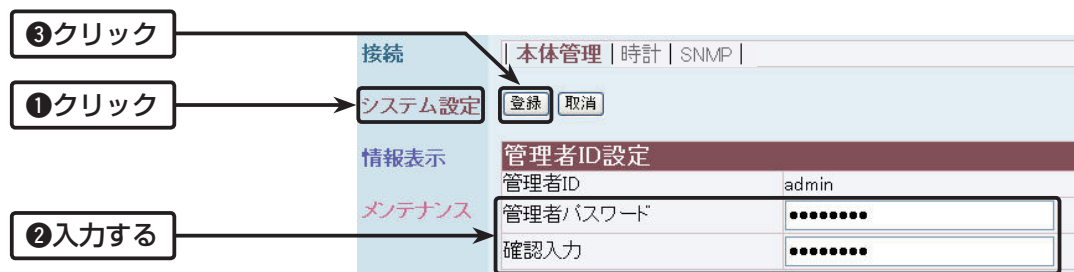 ❸クリック
接続
| 本体管理 | 時計 | SNMP |
❶クリック
システム設定
登録 取消
情報表示
管理者ID設定
管理者ID admin
メンテナンス
管理者パスワード ●●●●●●●●
❷入力する
確認入力 ●●●●●●●●